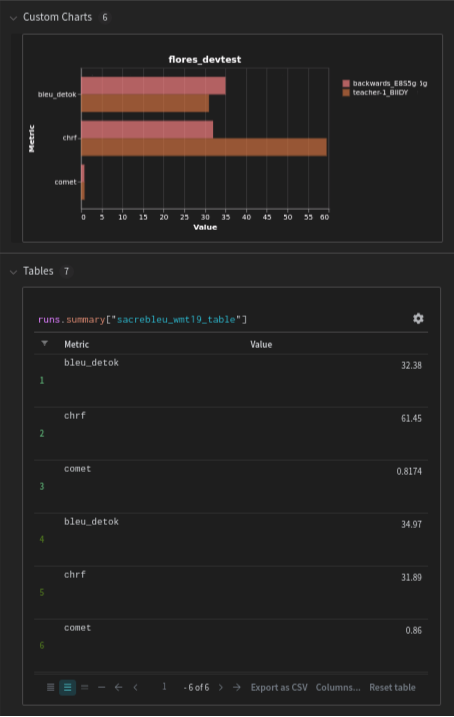 Custom Charts 6
flores_devtest
backwards_E8S5g 1g
teacher-1_BIIDY
bleu_detok
chrf
comet
Metric
0 5 10 15 20 25 30 35 40 45 50 55 60
Value
Tables 7
runs.summary["sacrebleu_wmt19_table"]
Metric Value
1 bleu_detok 32.38
2 chrf 61.45
3 comet 0.8174
4 bleu_detok 34.97
5 chrf 31.89
6 comet 0.86
1 - 6 of 6 Export as CSV Columns... Reset table